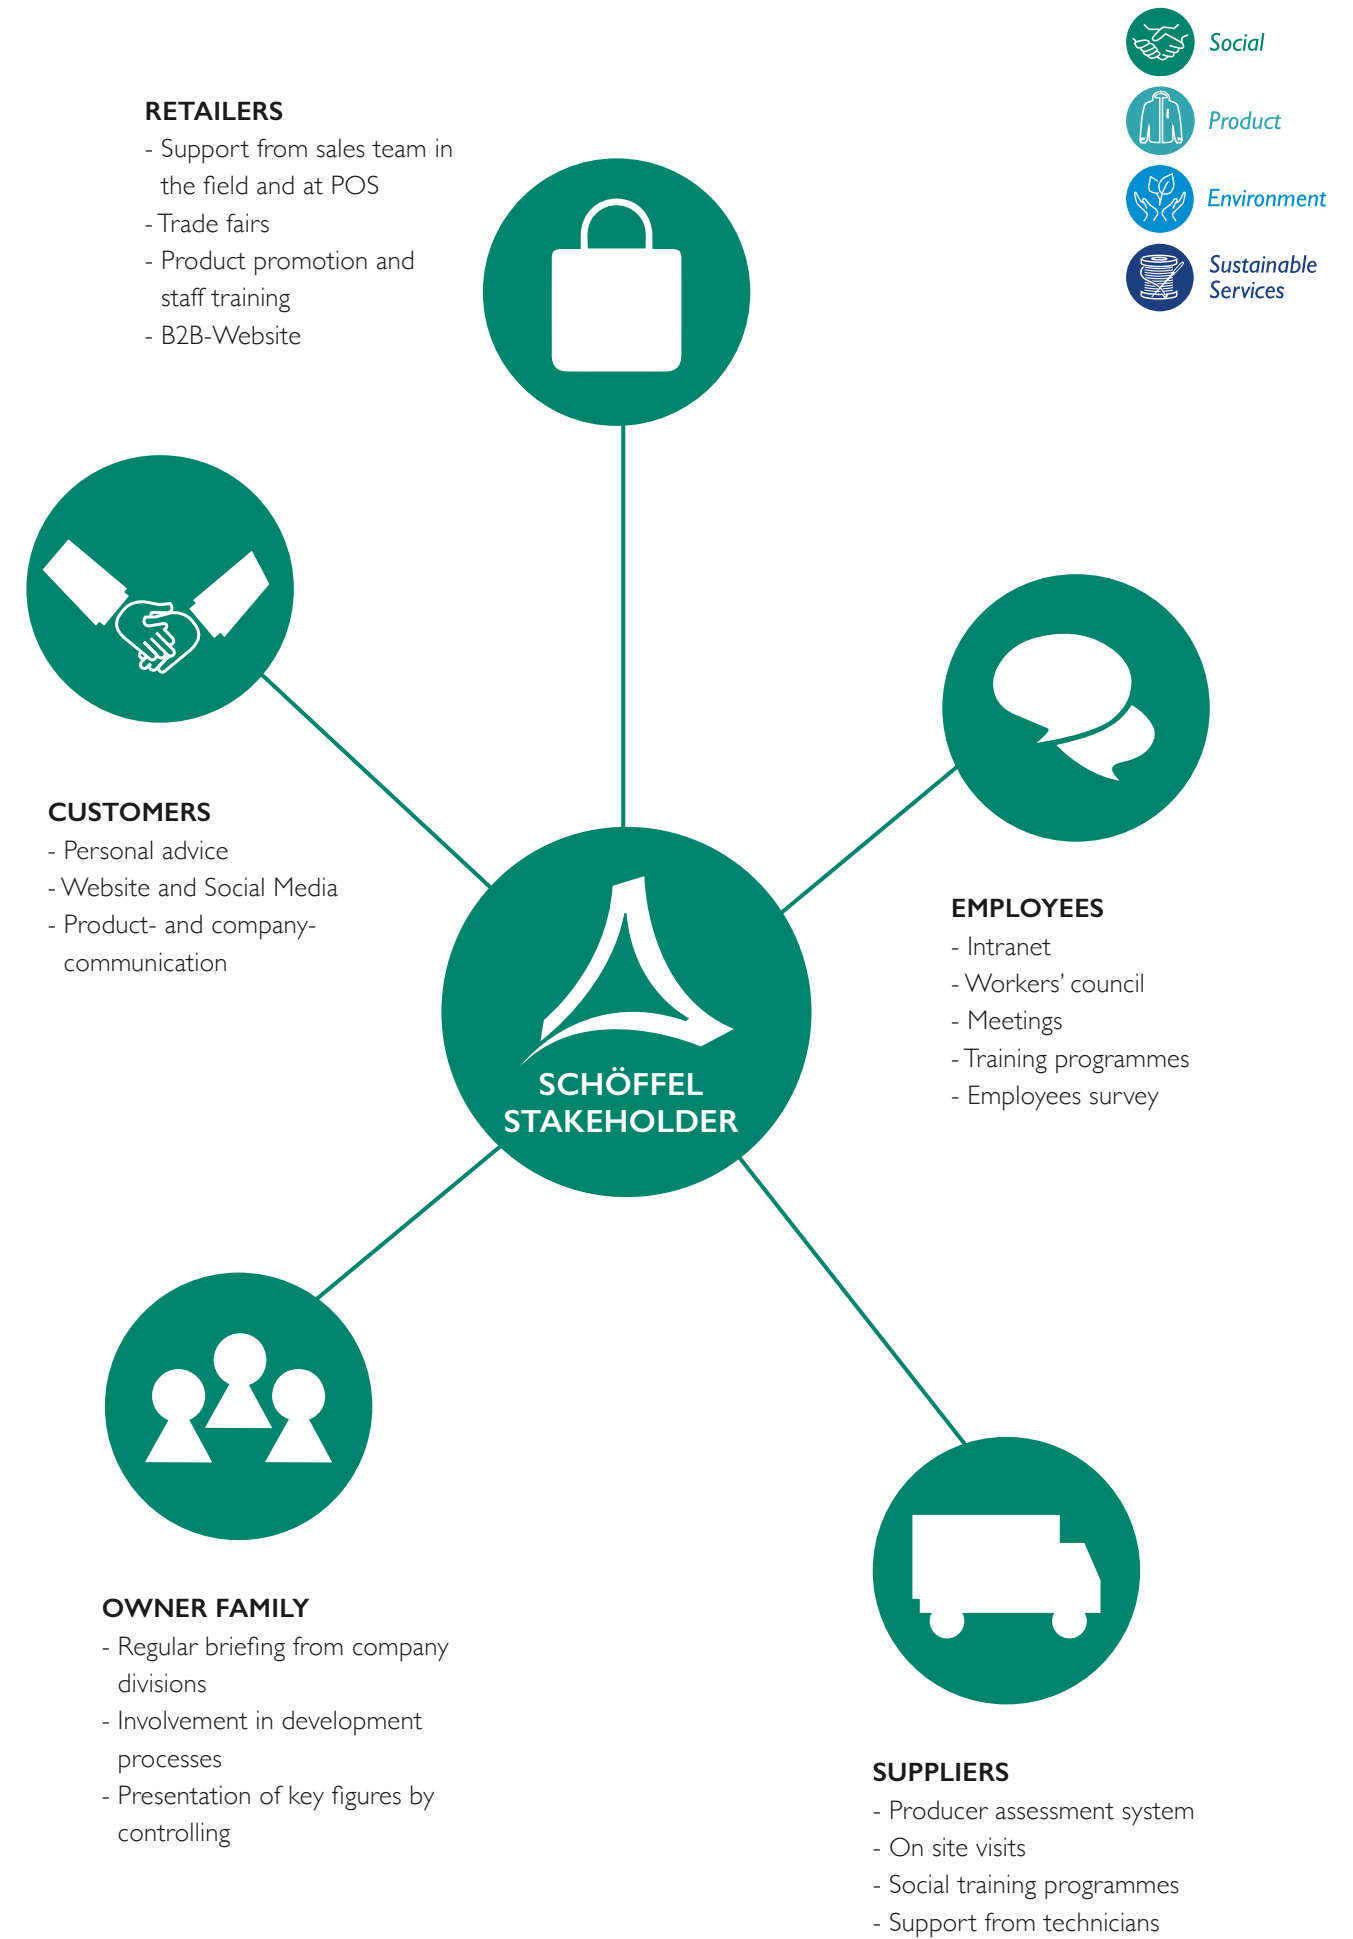 Social
Product
Environment
Sustainable
Services
RETAILERS
- Support from sales team in
the field and at POS
- Trade fairs
- Product promotion and
staff training
- B2B-Website
CUSTOMERS
- Personal advice
- Website and Social Media
- Product- and company-
communication
EMPLOYEES
- Intranet
- Workers’ council
- Meetings
- Training programmes
- Employees survey
SCHÖFFEL
STAKEHOLDER
OWNER FAMILY
- Regular briefing from company
divisions
- Involvement in development
processes
- Presentation of key figures by
controlling
SUPPLIERS
- Producer assessment system
- On site visits
- Social training programmes
- Support from technicians